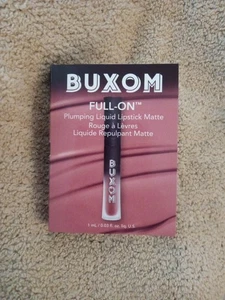 BUXOM
FULL-ON™
Plumping Liquid Lipstick Matte
Rouge à Lèvres
Liquide Repulpant Matte
BUXOM